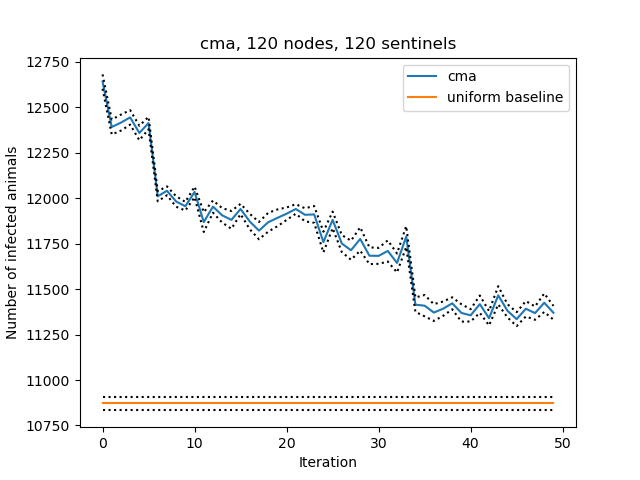 cma, 120 nodes, 120 sentinels
cma
uniform baseline
Number of infected animals
12750
12500
12250
12000
11750
11500
11250
11000
10750
0 10 20 30 40 50
Iteration